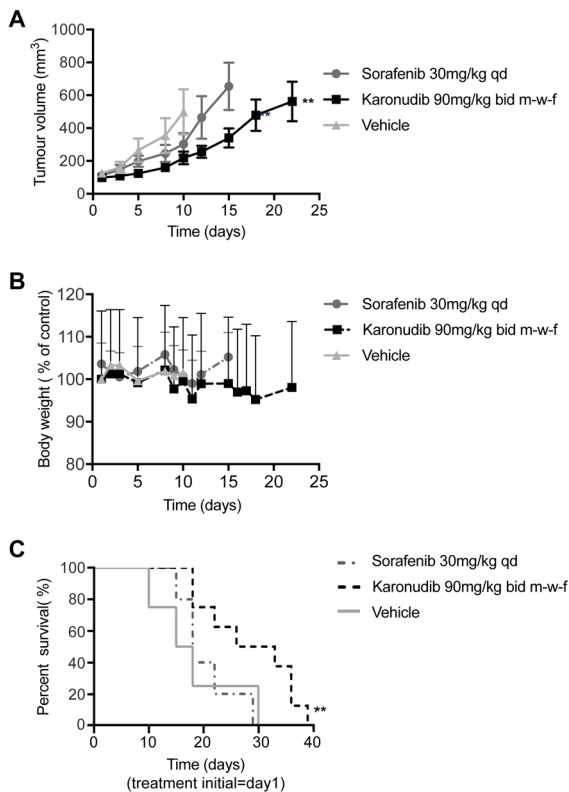 A
Tumour volume (mm3)
1000
800
600
400
200
0
0
5
10
15
20
25
Time (days)
**
**
Sorafenib 30mg/kg qd
Karonudib 90mg/kg bid m-w-f
Vehicle
B
Body weight ( % of control)
120
110
100
90
80
0
5
10
15
20
25
Time (days)
Sorafenib 30mg/kg qd
Karonudib 90mg/kg bid m-w-f
Vehicle
C
Percent survival( %)
100
80
60
40
20
0
0
10
20
30
40
Time (days)
(treatment initial=day1)
**
Sorafenib 30mg/kg qd
Karonudib 90mg/kg bid m-w-f
Vehicle